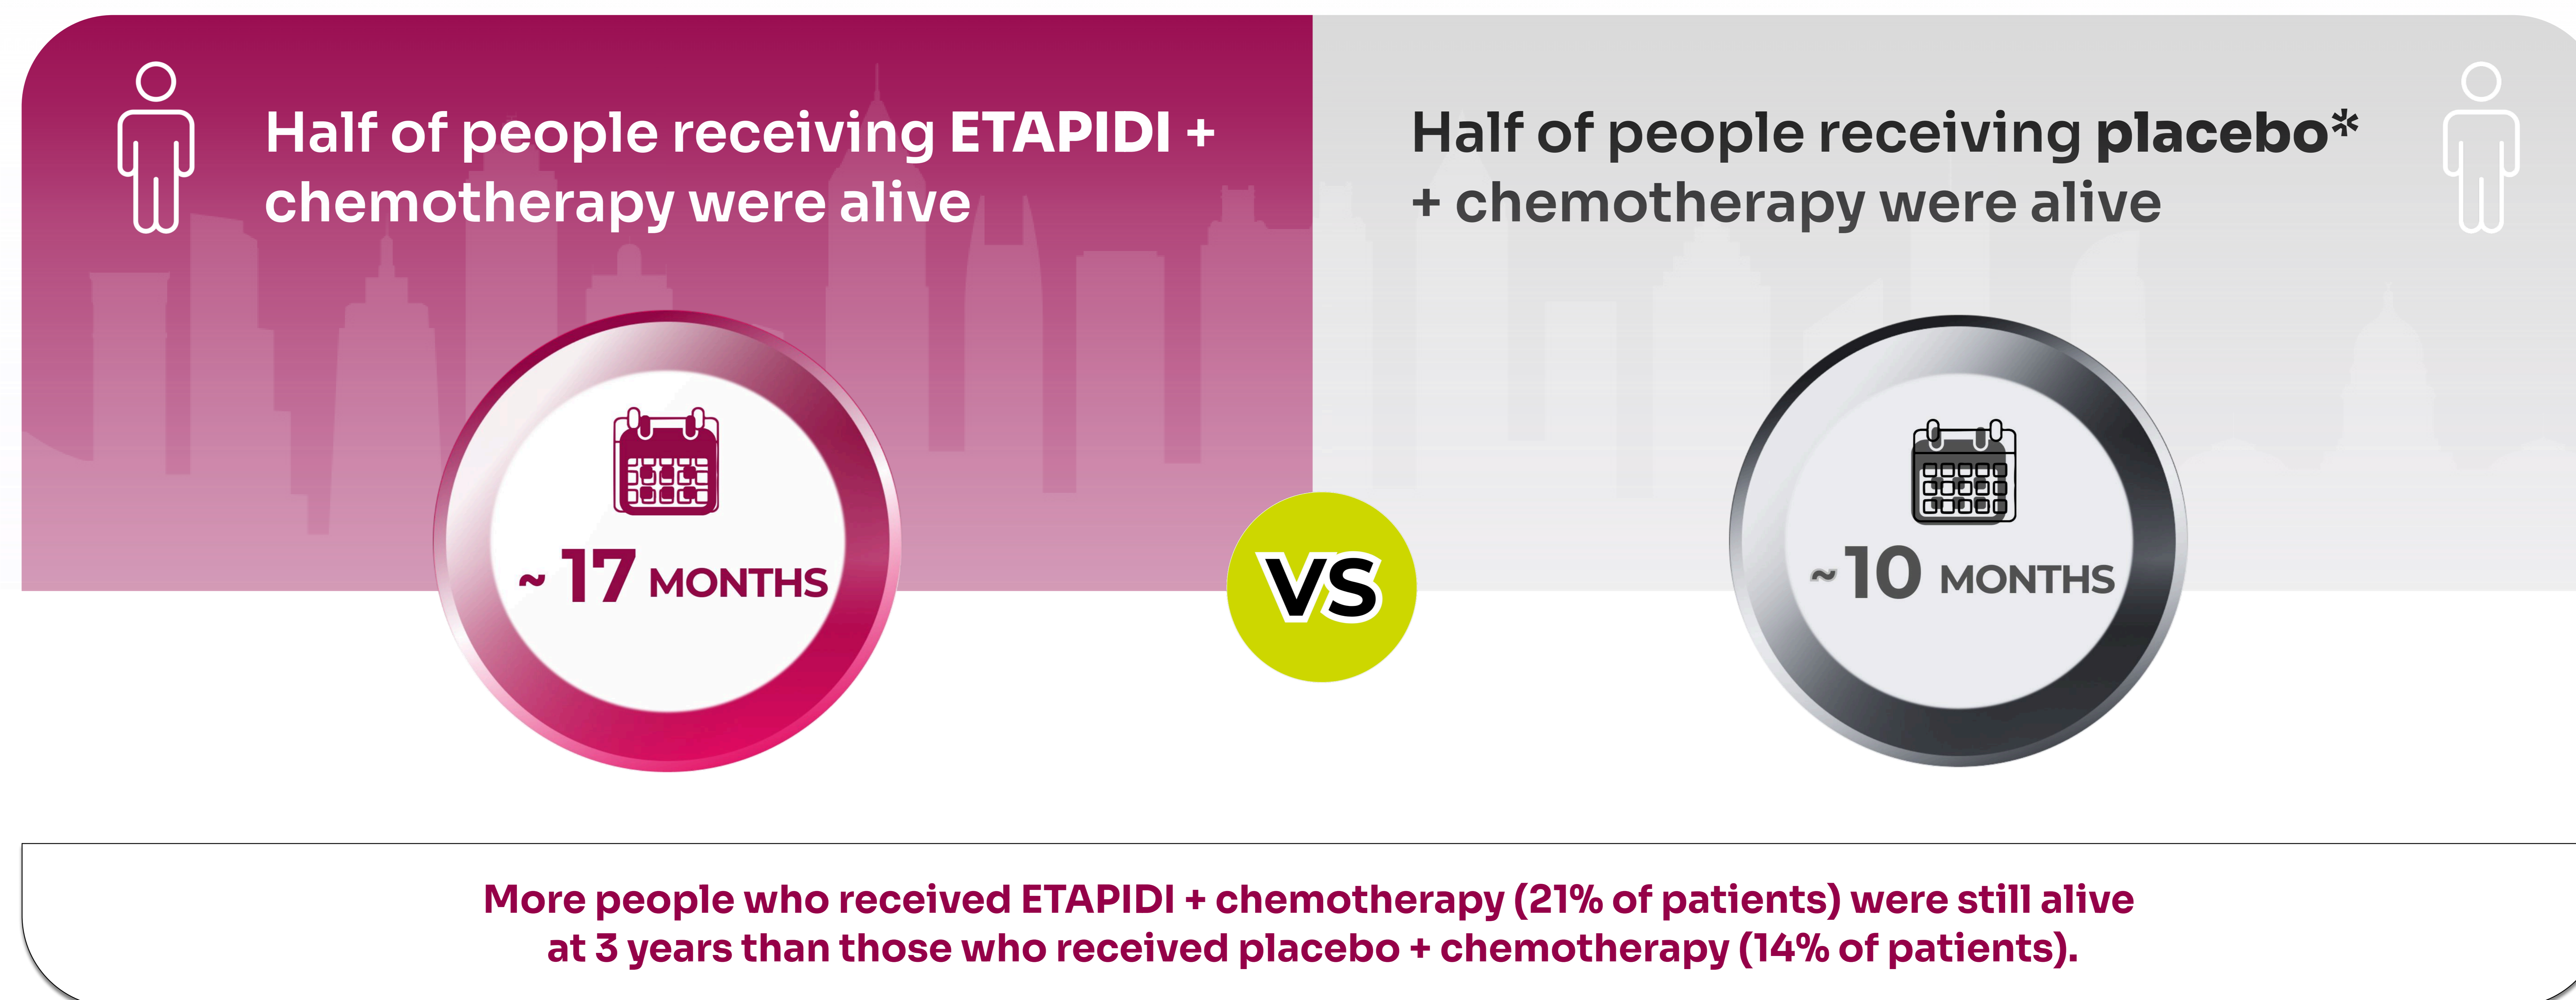 Half of people receiving ETAPIDI +
chemotherapy were alive
~ 17 MONTHS
VS
Half of people receiving placebo*
+ chemotherapy were alive
~10 MONTHS
More people who received ETAPIDI + chemotherapy (21% of patients) were still alive
at 3 years than those who received placebo + chemotherapy (14% of patients).